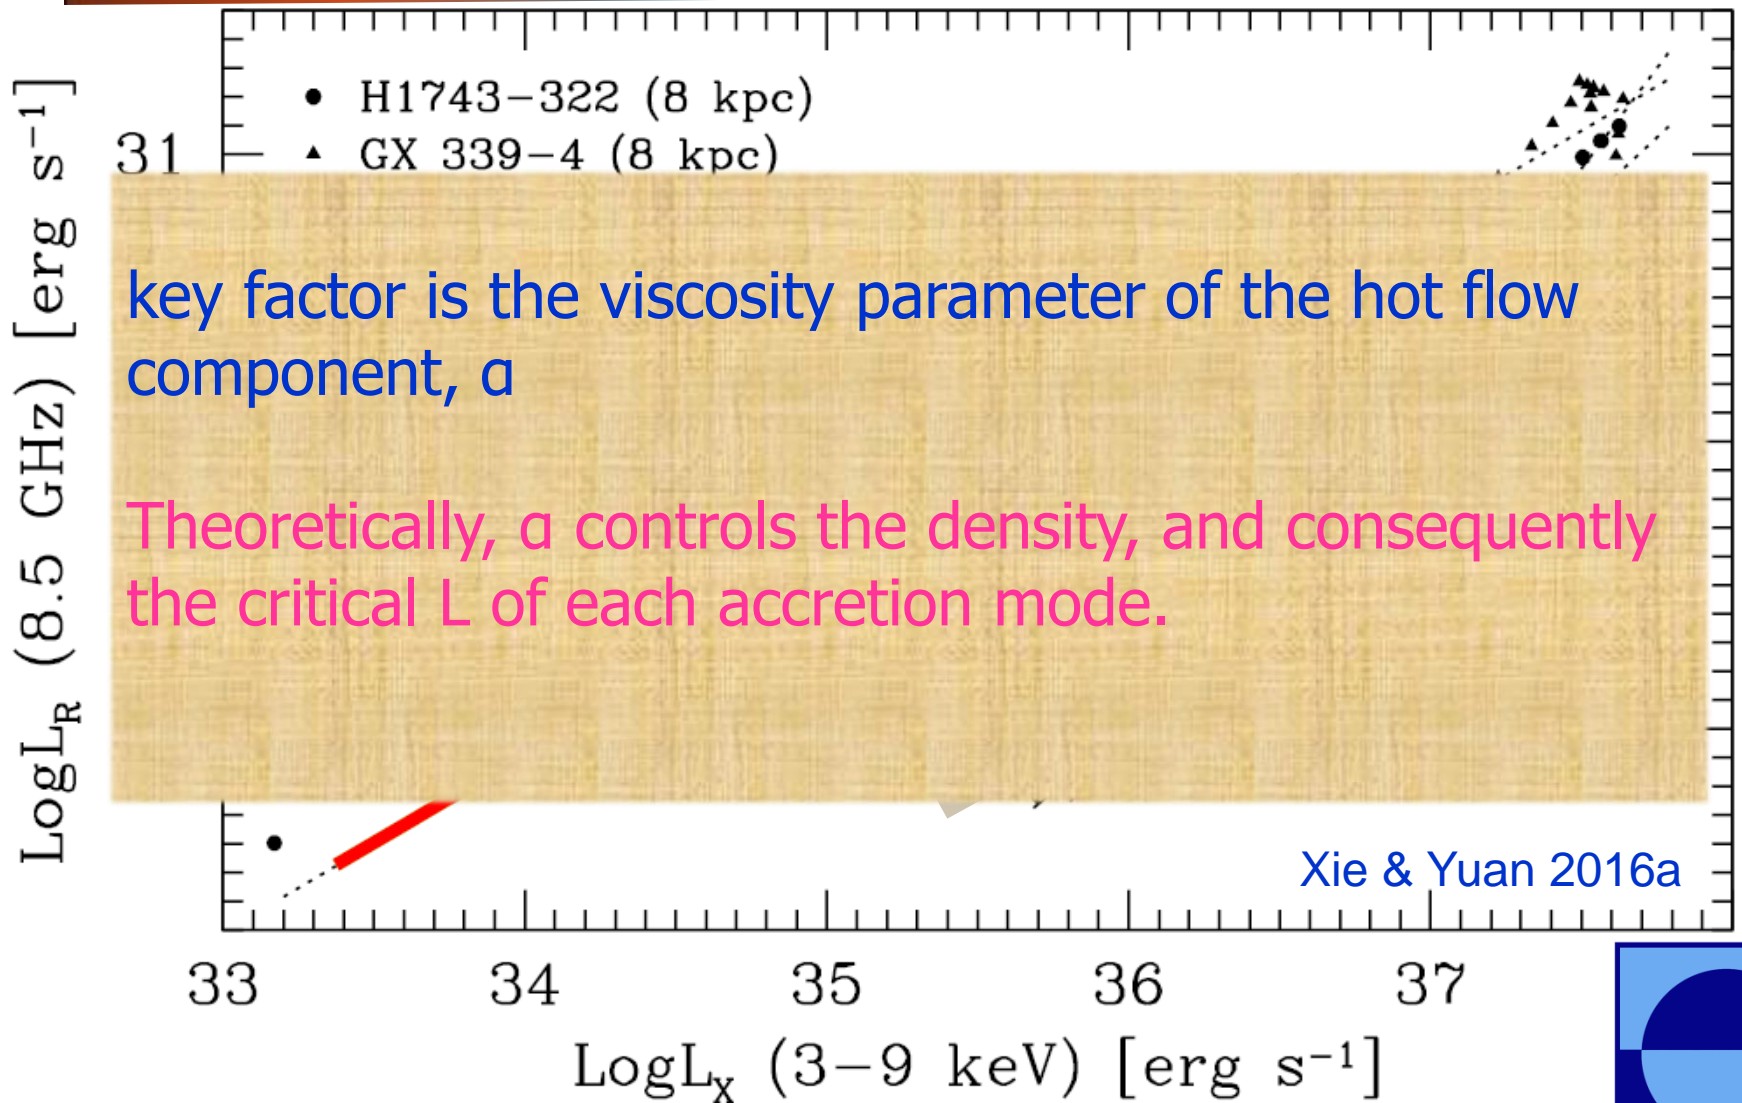 H1743−322 (8 kpc)
GX 339−4 (8 kpc)
31
LogL_R (8.5 GHz) [erg s⁻¹]
key factor is the viscosity parameter of the hot flow
component, α
Theoretically, α controls the density, and consequently
the critical L of each accretion mode.
Xie & Yuan 2016a
33 34 35 36 37
LogL_X (3−9 keV) [erg s⁻¹]